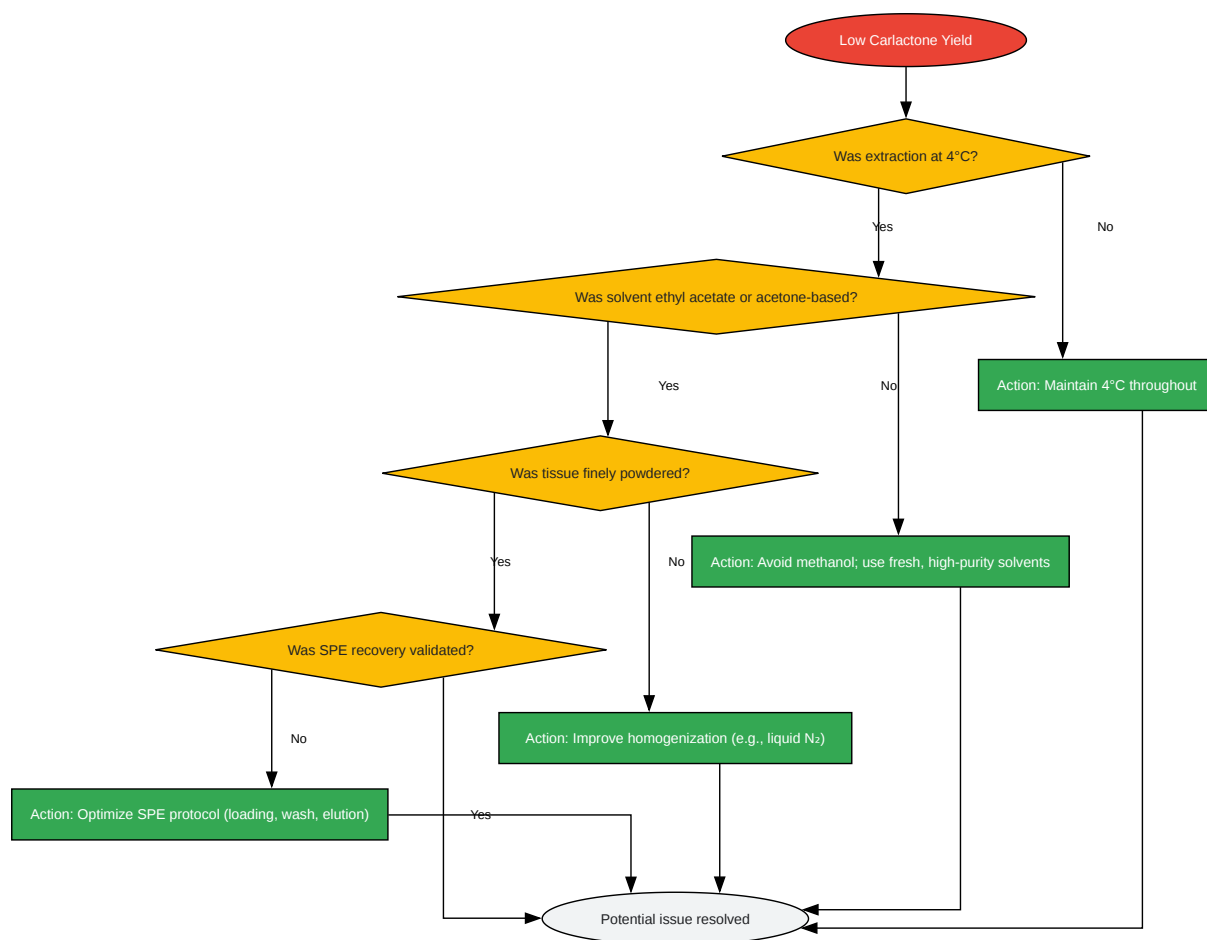 Low Carlactone Yield
Was extraction at 4°C?
Yes
No
Was solvent ethyl acetate or acetone-based?
Yes
No
Action: Maintain 4°C throughout
Was tissue finely powdered?
Yes
No
Action: Avoid methanol; use fresh, high-purity solvents
Was SPE recovery validated?
No
Action: Improve homogenization (e.g., liquid N₂)
Action: Optimize SPE protocol (loading, wash, elution)
Yes
Potential issue resolved